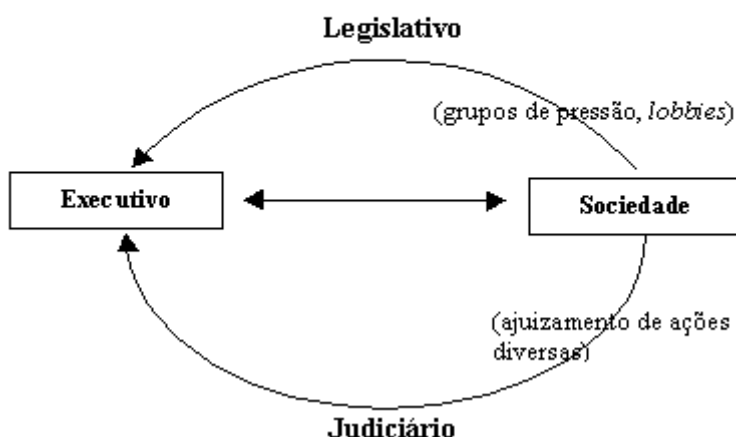 Legislativo
(grupos de pressão, lobbies)
Executivo
Sociedade
(ajuizamento de ações
diversas)
Judiciário